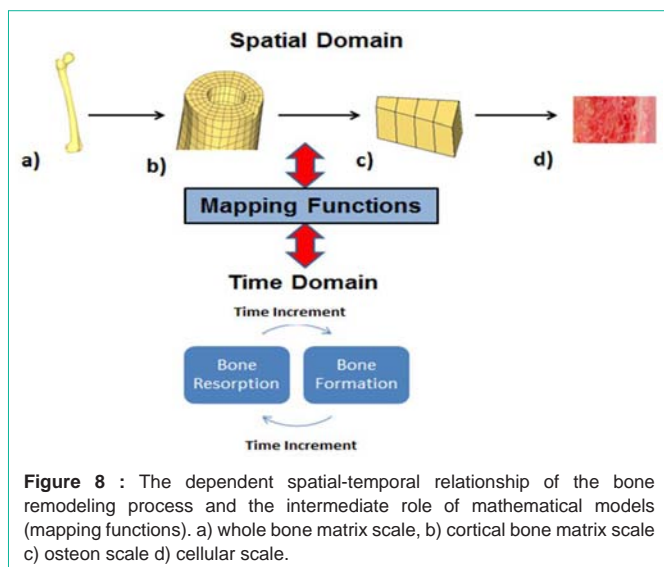 Spatial Domain
a)
b)
c)
d)
Mapping Functions
Time Domain
Time Increment
Bone
Resorption
Bone
Formation
Time Increment
Figure 8 : The dependent spatial-temporal relationship of the bone
remodeling process and the intermediate role of mathematical models
(mapping functions). a) whole bone matrix scale, b) cortical bone matrix scale
c) osteon scale d) cellular scale.